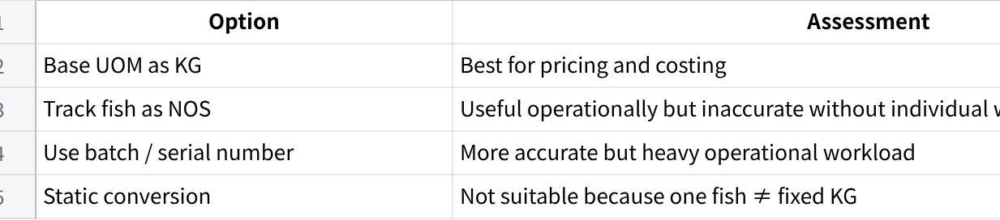 Option Assessment
2 Base UOM as KG Best for pricing and costing
3 Track fish as NOS Useful operationally but inaccurate without individual
4 Use batch / serial number More accurate but heavy operational workload
5 Static conversion Not suitable because one fish ≠ fixed KG